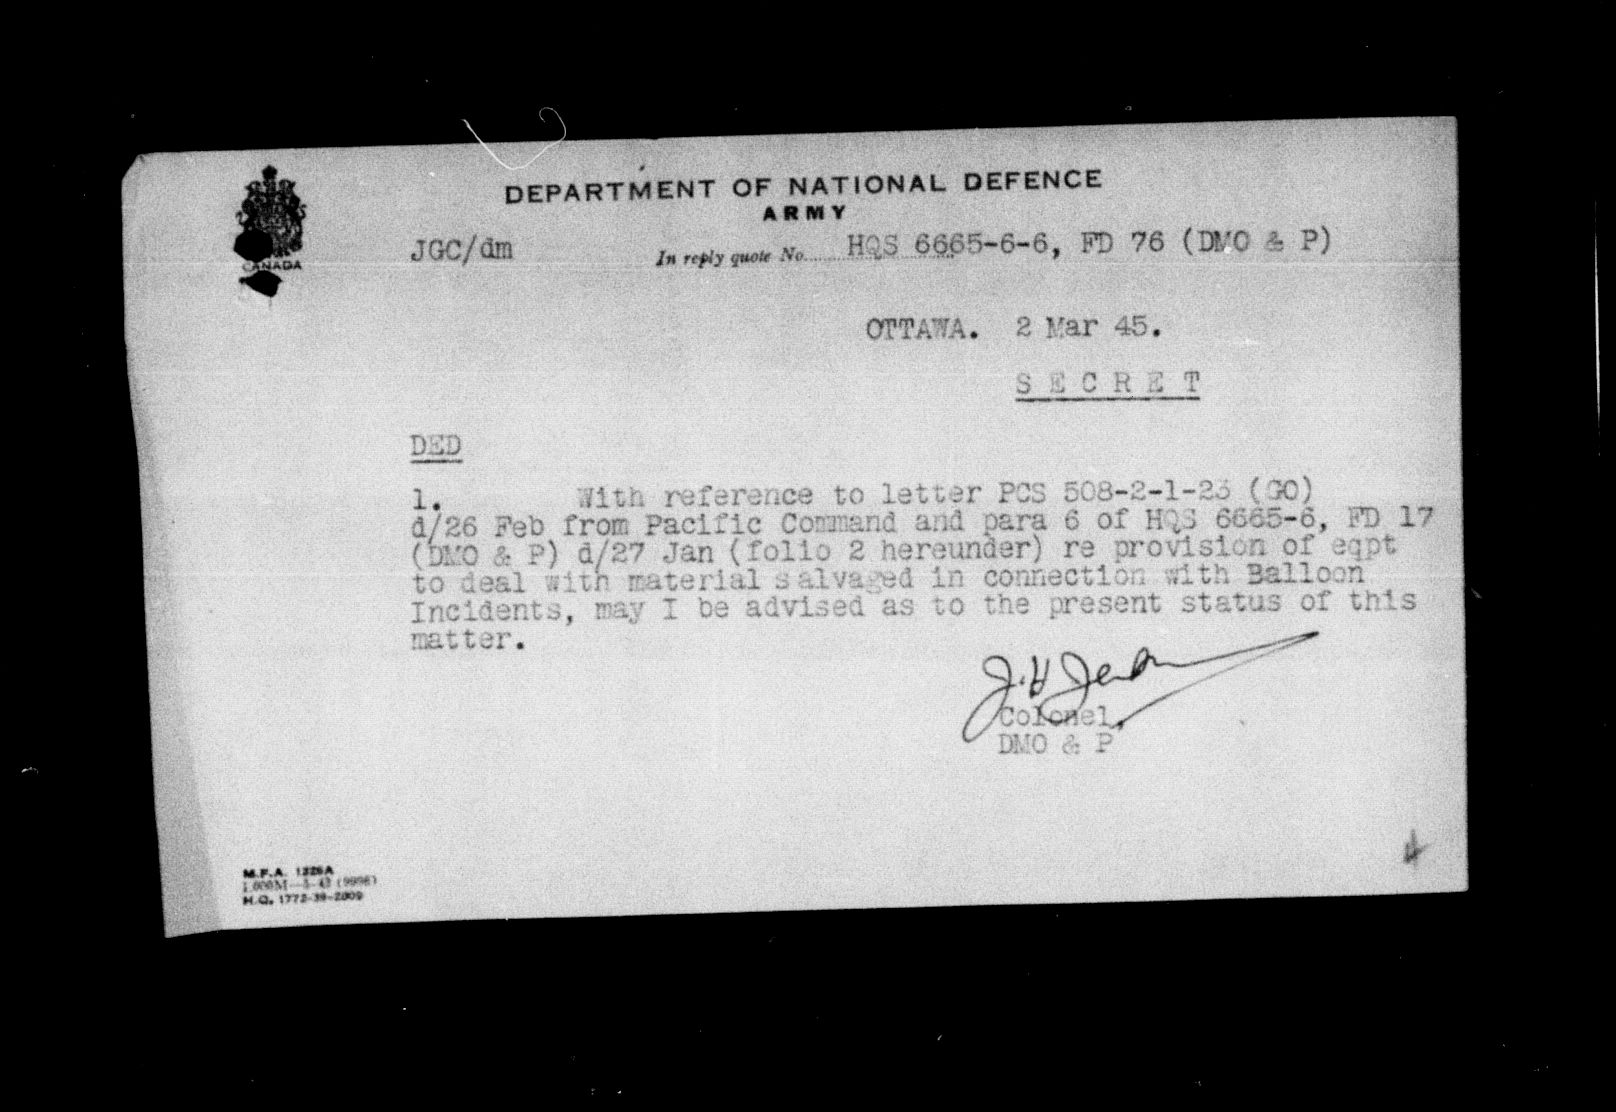 DEPARTMENT OF NATIONAL DEFENCE
ARMY
CANADA
JGC/dm In reply quote No. HQS 6665-6-6, FD 76 (DMO & P)
OTTAWA. 2 Mar 45.
SECRET
DED
1. With reference to letter PCS 508-2-1-23 (GO)
d/26 Feb from Pacific Command and para 6 of HQS 6665-6, FD 17
(DMO & P) d/27 Jan (folio 2 hereunder) re provision of eqpt
to deal with material salvaged in connection with Balloon
Incidents, may I be advised as to the present status of this
matter.
Colonel,
DMO & P
4
M.F.A. 1226A
H.Q. 1772-39-2009